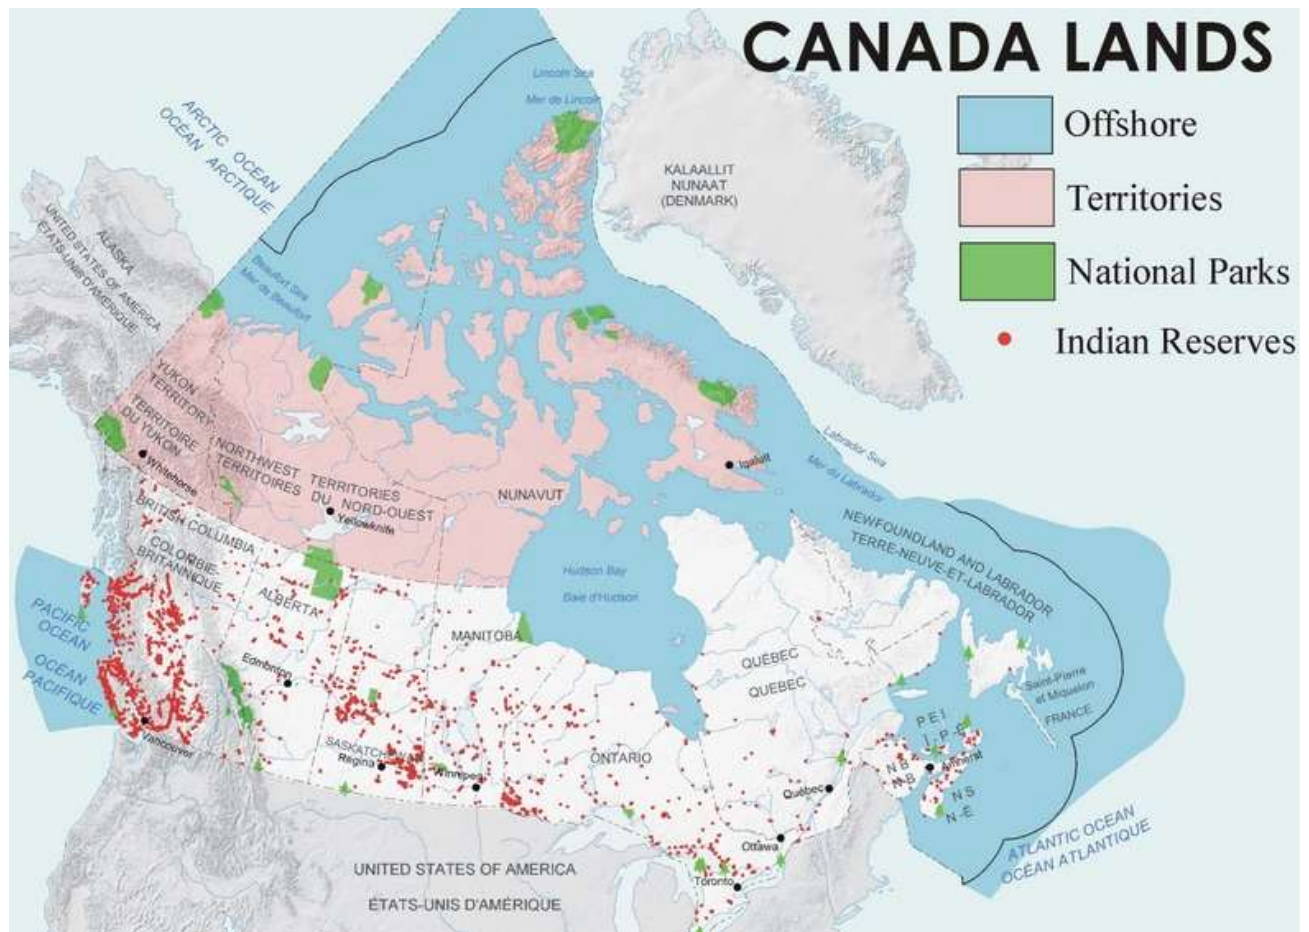 CANADA LANDS
Offshore
Territories
National Parks
Indian Reserves
Lincoln Sea
Mer de Lincoln
ARCTIC OCEAN
OCÉAN ARCTIQUE
KALAALLIT
NUNAAT
(DENMARK)
ALASKA
UNITED STATES OF AMERICA
ÉTATS-UNIS D'AMÉRIQUE
Beaufort Sea
Mer de Beaufort
YUKON
TERRITORY
TERRITOIRE
DU YUKON
Whitehorse
NORTHWEST TERRITORIES
TERRITOIRES DU NORD-OUEST
Yellowknife
NUNAVUT
Iqaluit
Labrador Sea
Mer du Labrador
BRITISH COLUMBIA
COLOMBIE-
BRITANNIQUE
ALBERTA
Edmonton
MANITOBA
Hudson Bay
Baie d'Hudson
NEWFOUNDLAND AND LABRADOR
TERRE-NEUVE-ET-LABRADOR
PACIFIC
OCEAN
OCÉAN
PACIFIQUE
Vancouver
SASKATCHEWAN
Regina
Winnipeg
ONTARIO
QUÉBEC
QUEBEC
Saint-Pierre
et Miquelon
FRANCE
P E I
Î-P-É
N B
N-B
Amherst
N S
N-É
Québec
Ottawa
Toronto
ATLANTIC OCEAN
OCÉAN ATLANTIQUE
UNITED STATES OF AMERICA
ÉTATS-UNIS D'AMÉRIQUE